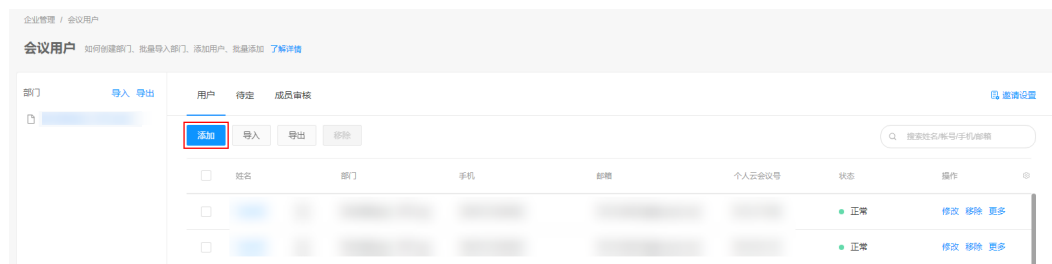 企业管理 / 会议用户
会议用户 如何创建部门、批量导入部门、添加用户、批量添加 了解详情
部门 导入 导出
用户 待定 成员审核 邀请设置
添加 导入 导出 移除 搜索姓名/帐号/手机/邮箱
姓名 部门 手机 邮箱 个人云会议号 状态 操作
正常 修改 移除 更多
正常 修改 移除 更多